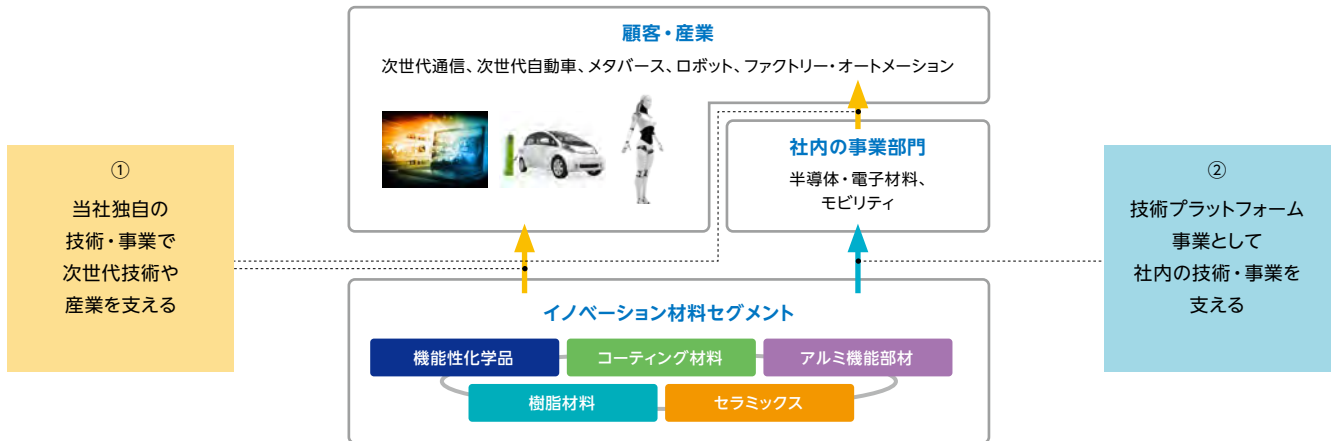 顧客・産業
次世代通信、次世代自動車、メタバース、ロボット、ファクトリー・オートメーション
社内の事業部門
半導体・電子材料、
モビリティ
①
当社独自の
技術・事業で
次世代技術や
産業を支える
②
技術プラットフォーム
事業として
社内の技術・事業を
支える
イノベーション材料セグメント
機能性化学品
コーティング材料
アルミ機能部材
樹脂材料
セラミックス